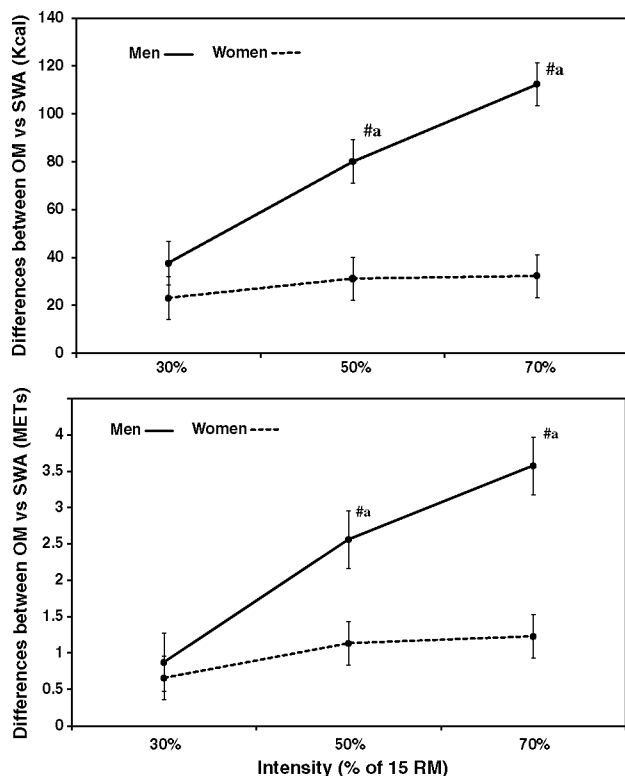 Differences between OM vs SWA (Kcal)
140
120
100
80
60
40
20
0
Men
Women
#a
#a
30%
50%
70%
Differences between OM vs SWA (METs)
4
3.5
3
2.5
2
1.5
1
0.5
0
Men
Women
#a
#a
30%
50%
70%
Intensity (% of 15 RM)